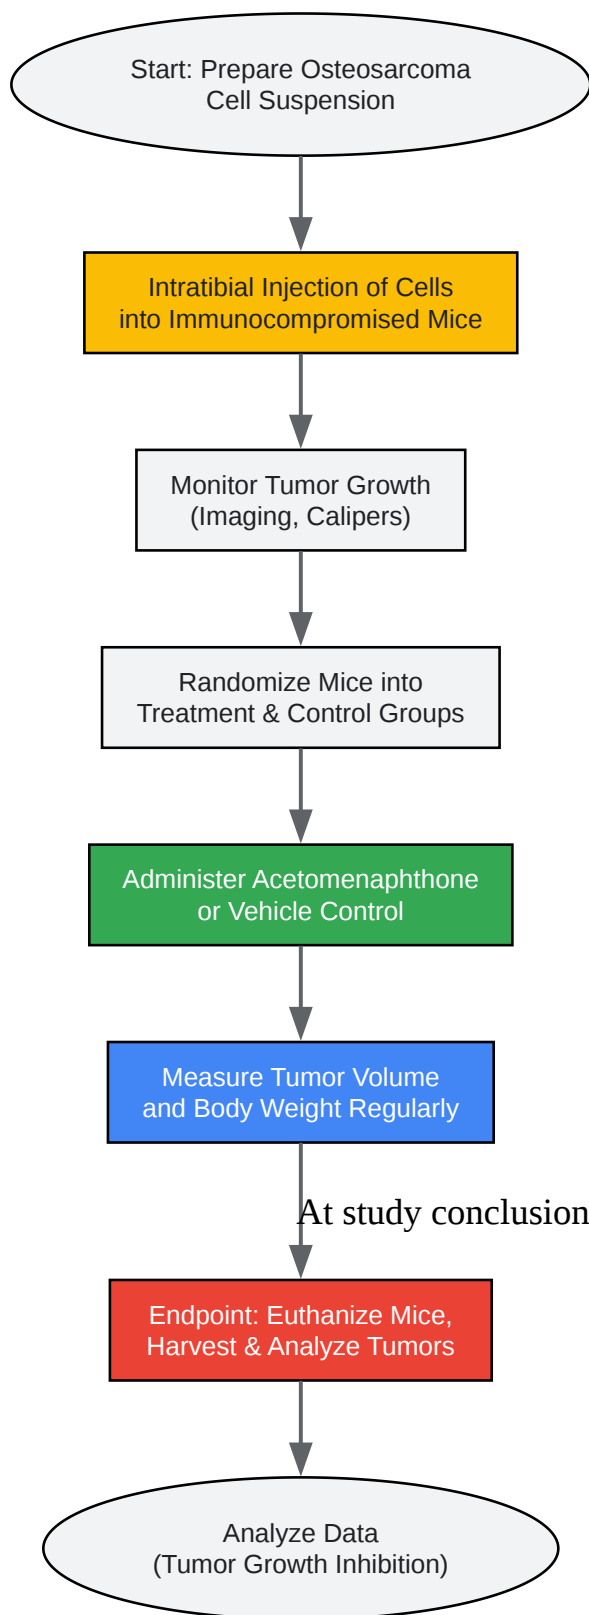 Start: Prepare Osteosarcoma
Cell Suspension
Intratibial Injection of Cells
into Immunocompromised Mice
Monitor Tumor Growth
(Imaging, Calipers)
Randomize Mice into
Treatment & Control Groups
Administer Acetomenaphthone
or Vehicle Control
Measure Tumor Volume
and Body Weight Regularly
At study conclusion
Endpoint: Euthanize Mice,
Harvest & Analyze Tumors
Analyze Data
(Tumor Growth Inhibition)